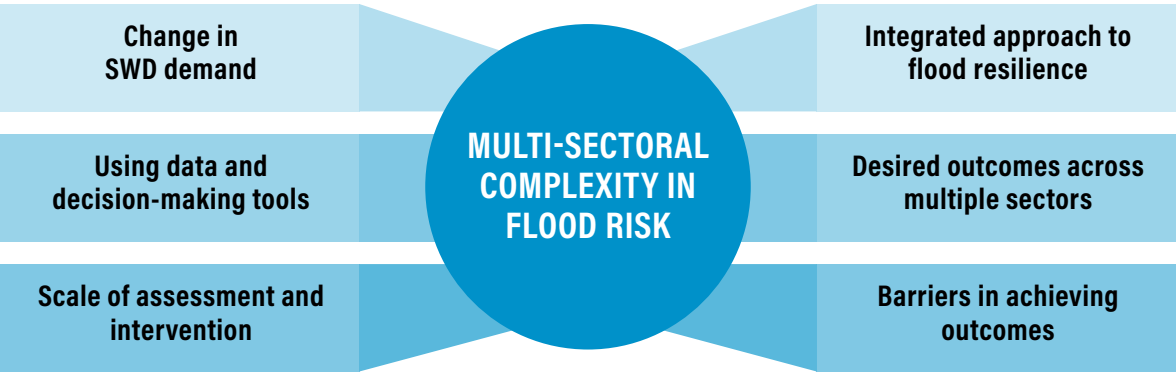 Change in
SWD demand
Using data and
decision-making tools
Scale of assessment and
intervention
MULTI-SECTORAL
COMPLEXITY IN
FLOOD RISK
Integrated approach to
flood resilience
Desired outcomes across
multiple sectors
Barriers in achieving
outcomes